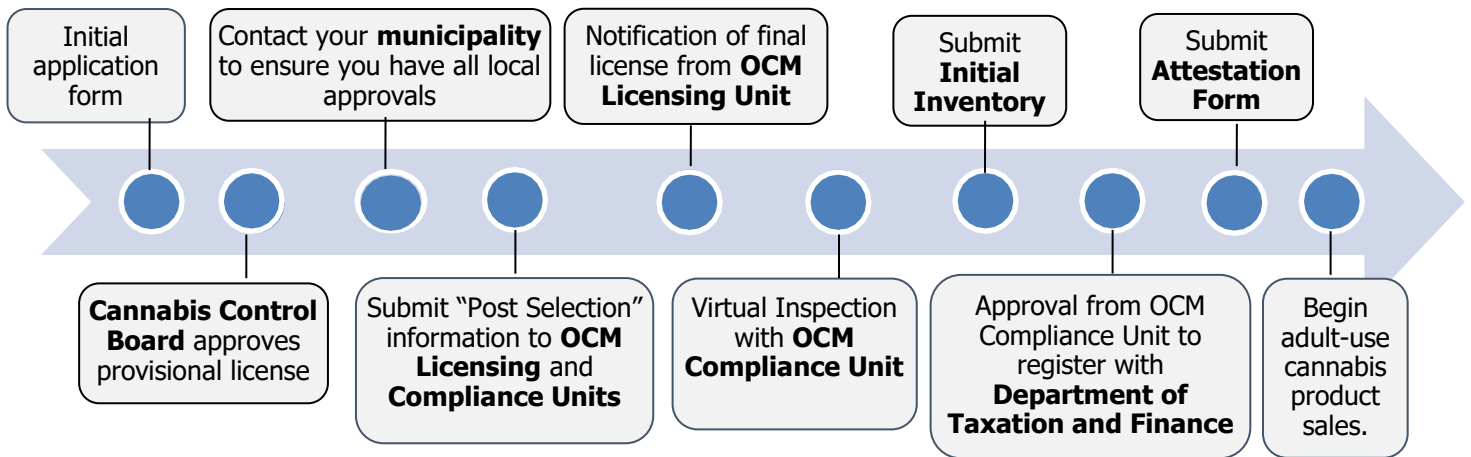 Initial
application
form
Cannabis Control
Board approves
provisional license
Contact your municipality
to ensure you have all local
approvals
Submit “Post Selection”
information to OCM
Licensing and
Compliance Units
Notification of final
license from OCM
Licensing Unit
Virtual Inspection
with OCM
Compliance Unit
Submit
Initial
Inventory
Approval from OCM
Compliance Unit to
register with
Department of
Taxation and Finance
Submit
Attestation
Form
Begin
adult-use
cannabis
product
sales.